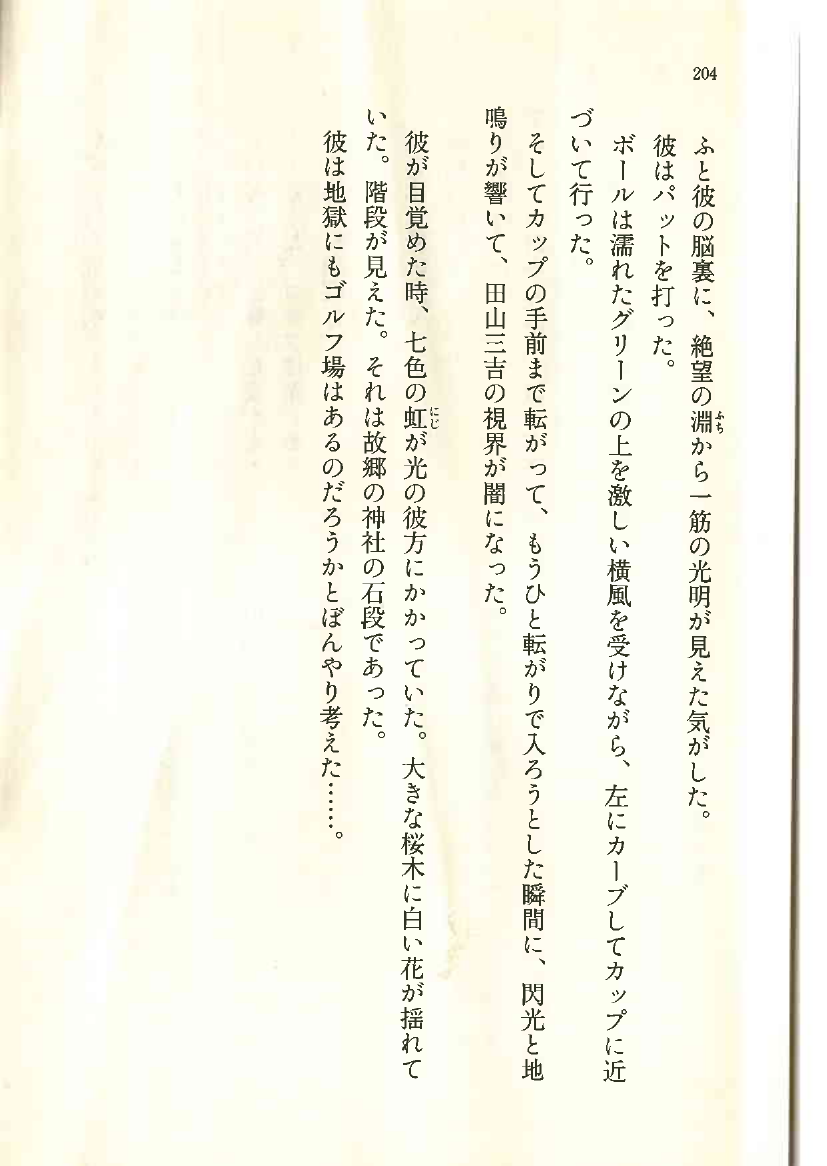 204
ふと彼の脳裏に、絶望の淵から一筋の光明が見えた気がした。
ふち
彼はパットを打った。
ボールは濡れたグリーンの上を激しい横風を受けながら、左にカーブしてカップに近
づいて行った。
そしてカップの手前まで転がって、もうひと転がりで入ろうとした瞬間に、閃光と地
鳴りが響いて、田山三吉の視界が闇になった。
彼が目覚めた時、七色の虹が光の彼方にかかっていた。大きな桜木に白い花が揺れて
にじ
いた。階段が見えた。それは故郷の神社の石段であった。
彼は地獄にもゴルフ場はあるのだろうかとぼんやり考えた……。